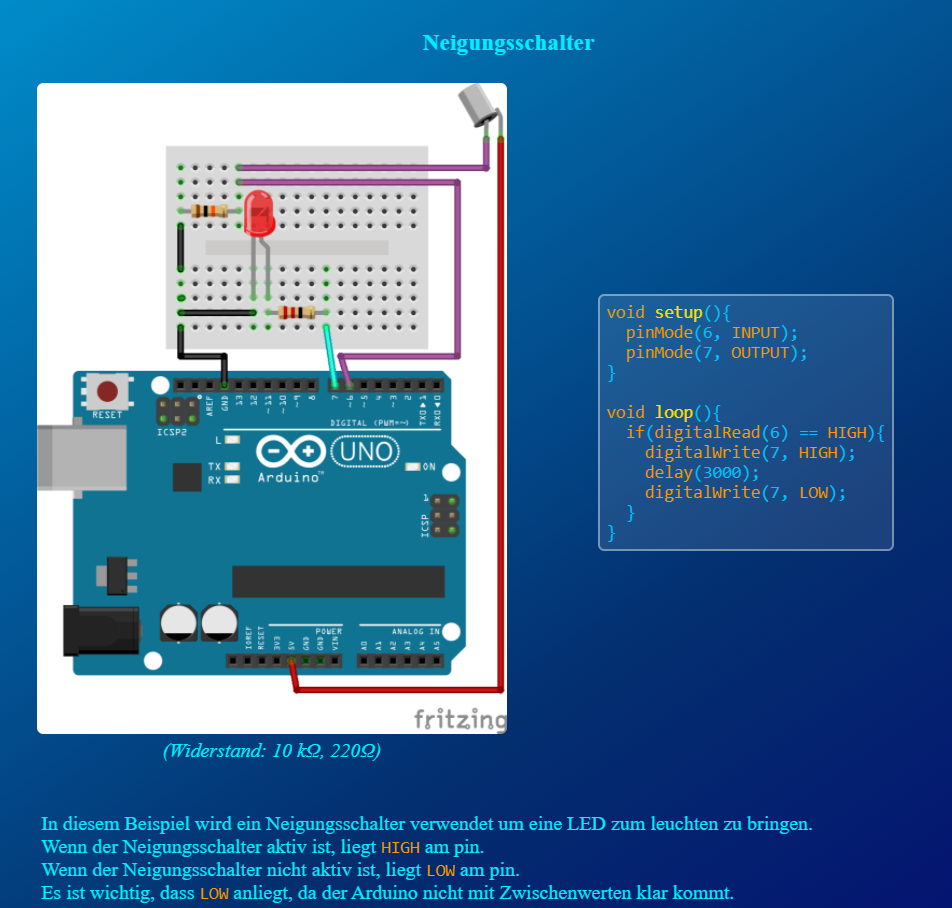 Neigungsschalter
RESET
ICSP2
AREF
GND
13
12
~11
~10
~9
8
7
~6
~5
4
~3
2
TX0
RX0
DIGITAL (PWM=~)
L
TX
RX
UNO
Arduino™
ON
1
ICSP
IOREF
RESET
3V3
5V
GND
GND
VIN
POWER
ANALOG IN
A0
A1
A2
A3
A4
A5
fritzing
(Widerstand: 10 kΩ, 220Ω)
void setup(){
pinMode(6, INPUT);
pinMode(7, OUTPUT);
}
void loop(){
if(digitalRead(6) == HIGH){
digitalWrite(7, HIGH);
delay(3000);
digitalWrite(7, LOW);
}
}
In diesem Beispiel wird ein Neigungsschalter verwendet um eine LED zum leuchten zu bringen.
Wenn der Neigungsschalter aktiv ist, liegt HIGH am pin.
Wenn der Neigungsschalter nicht aktiv ist, liegt LOW am pin.
Es ist wichtig, dass LOW anliegt, da der Arduino nicht mit Zwischenwerten klar kommt.